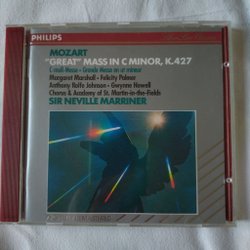 PHILIPS
MOZART
"GREAT" MASS IN C MINOR, K.427
C-moll-Messe • Grande Messe en ut mineur
Margaret Marshall • Felicity Palmer
Anthony Rolfe Johnson • Gwynne Howell
Chorus & Academy of St. Martin-in-the-Fields
SIR NEVILLE MARRINER